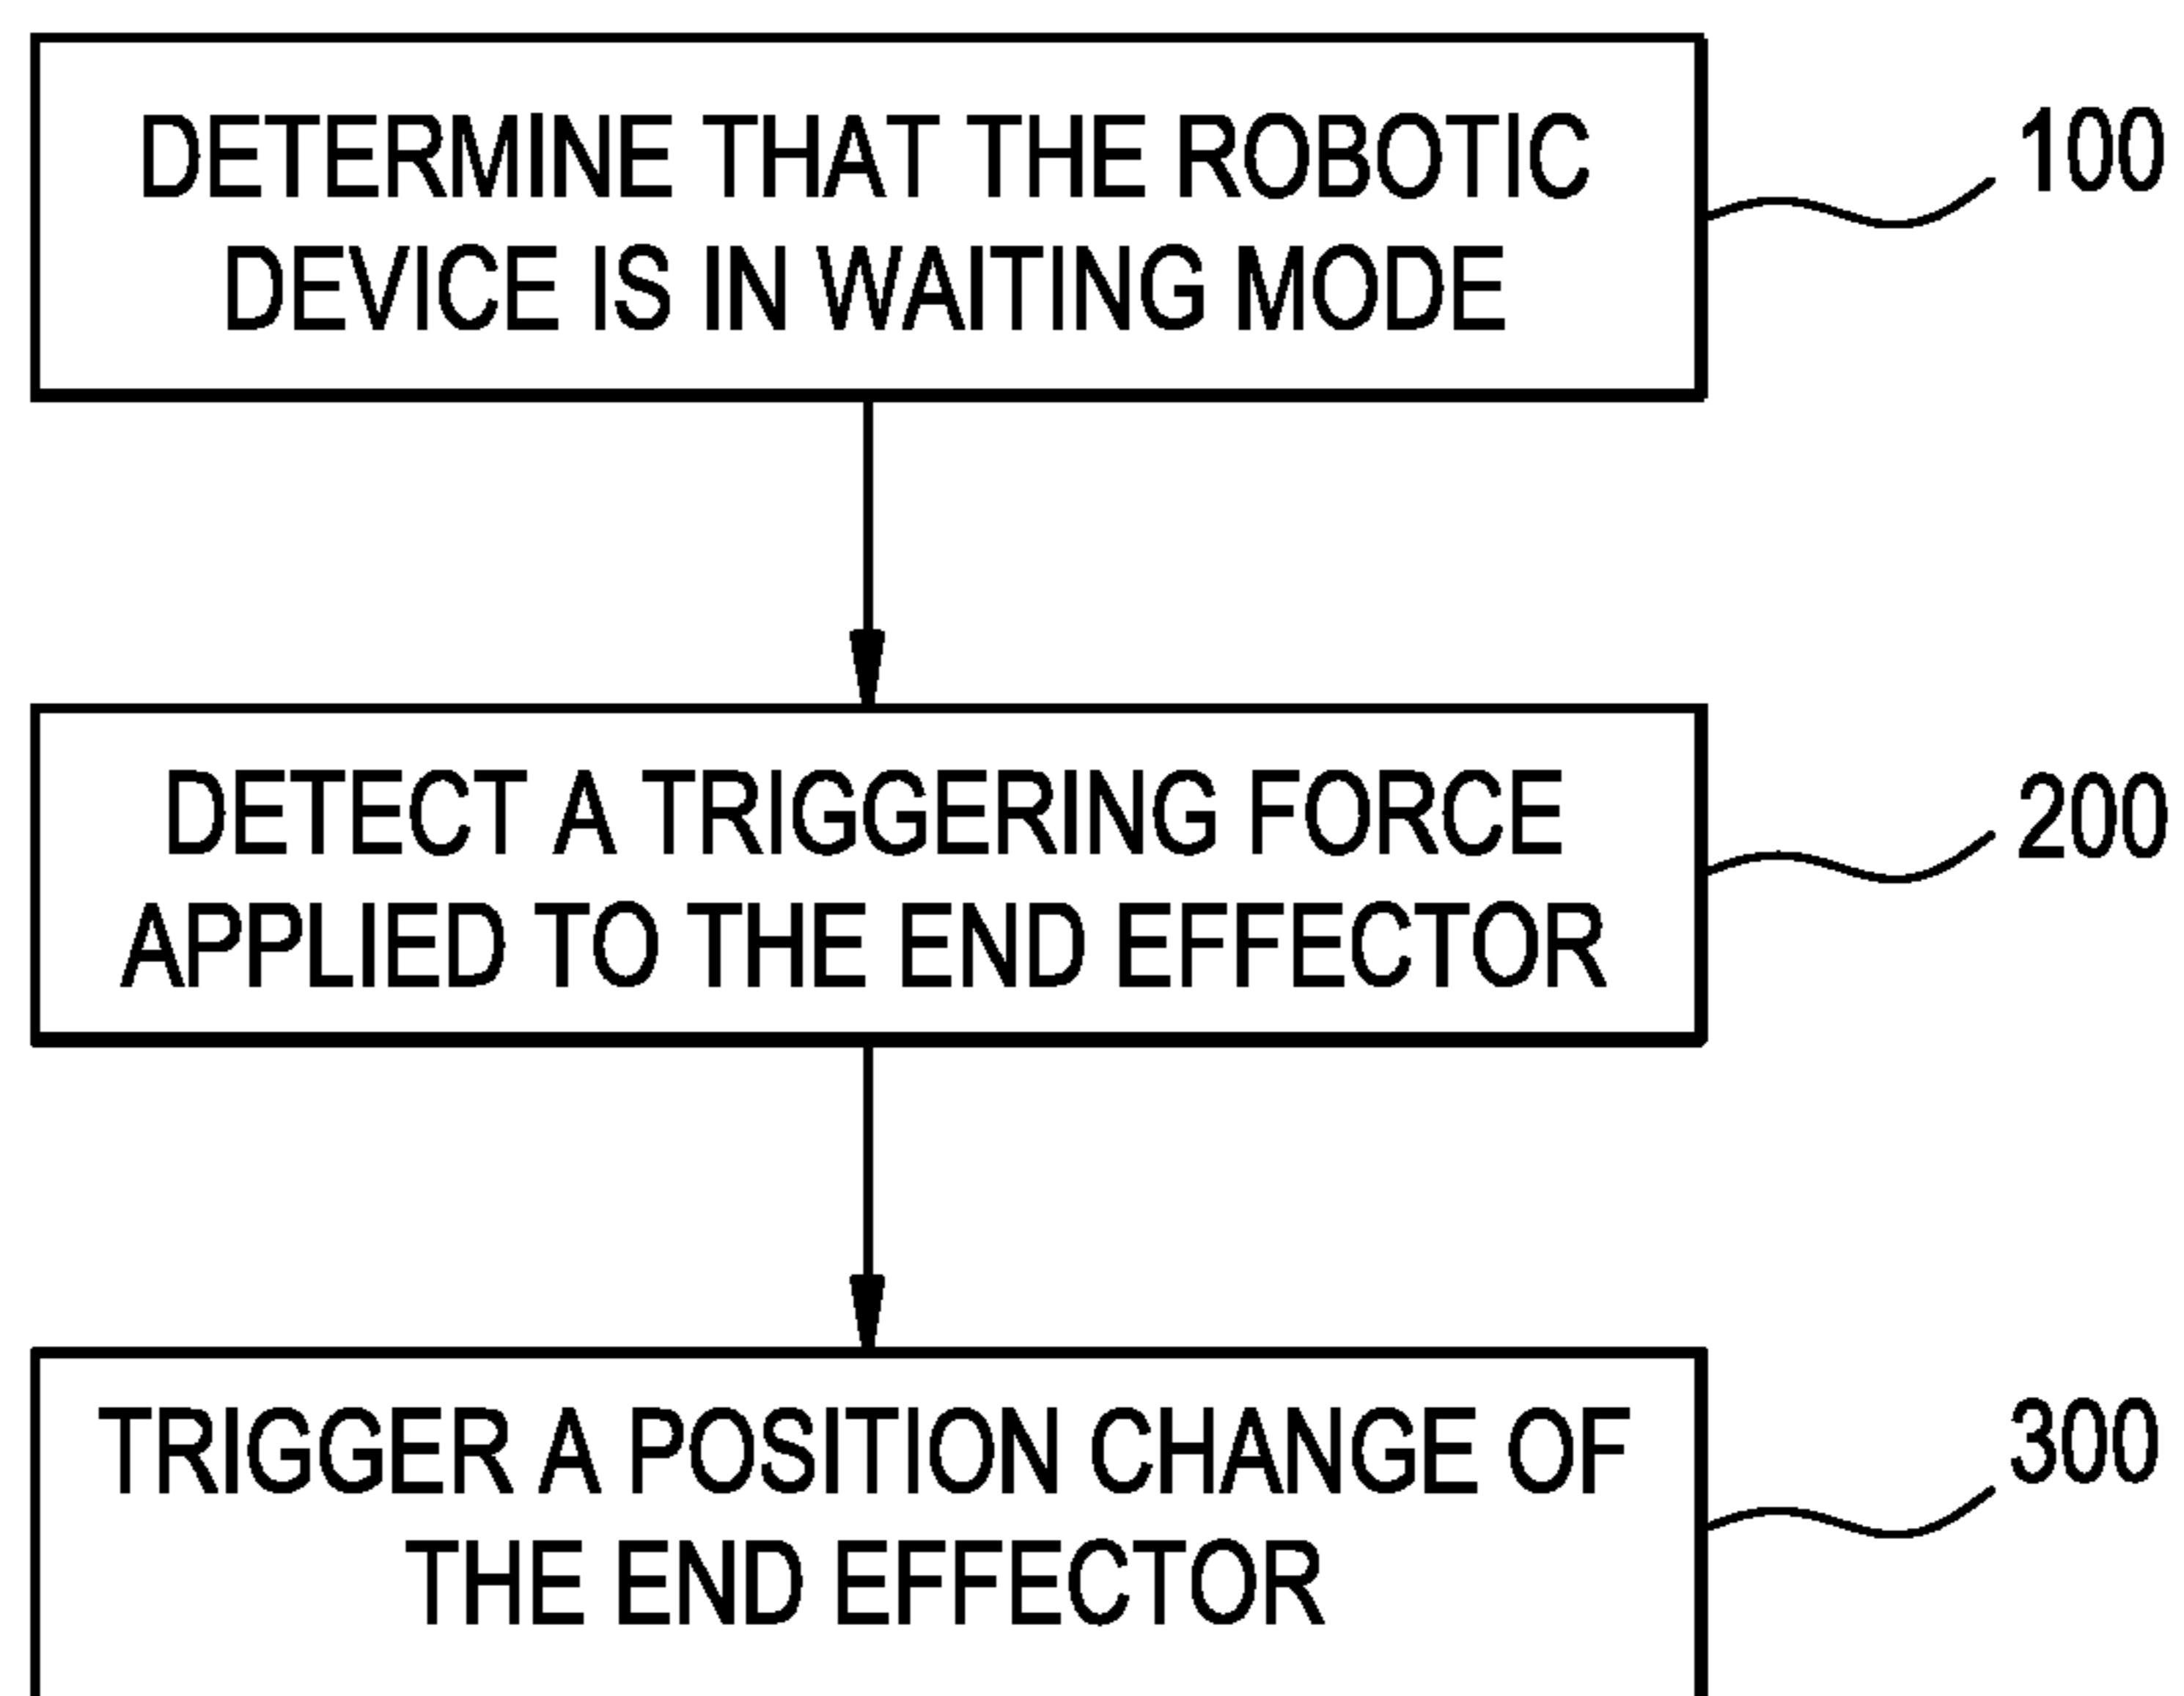 DETERMINE THAT THE ROBOTIC
DEVICE IS IN WAITING MODE
100
DETECT A TRIGGERING FORCE
APPLIED TO THE END EFFECTOR
200
TRIGGER A POSITION CHANGE OF
THE END EFFECTOR
300